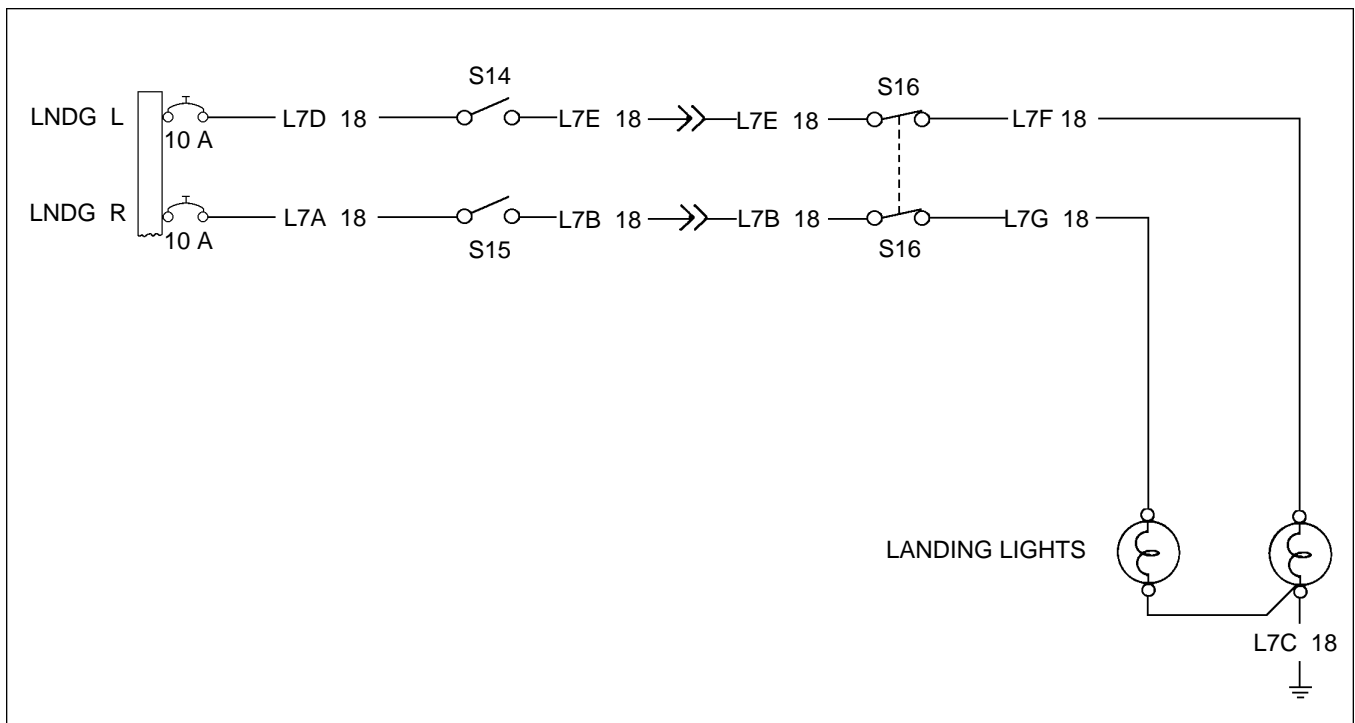 S14
S16
LNDG L
L7D 18
L7E 18
L7E 18
L7F 18
10 A
LNDG R
L7A 18
L7B 18
L7B 18
L7G 18
10 A
S15
S16
LANDING LIGHTS
L7C 18